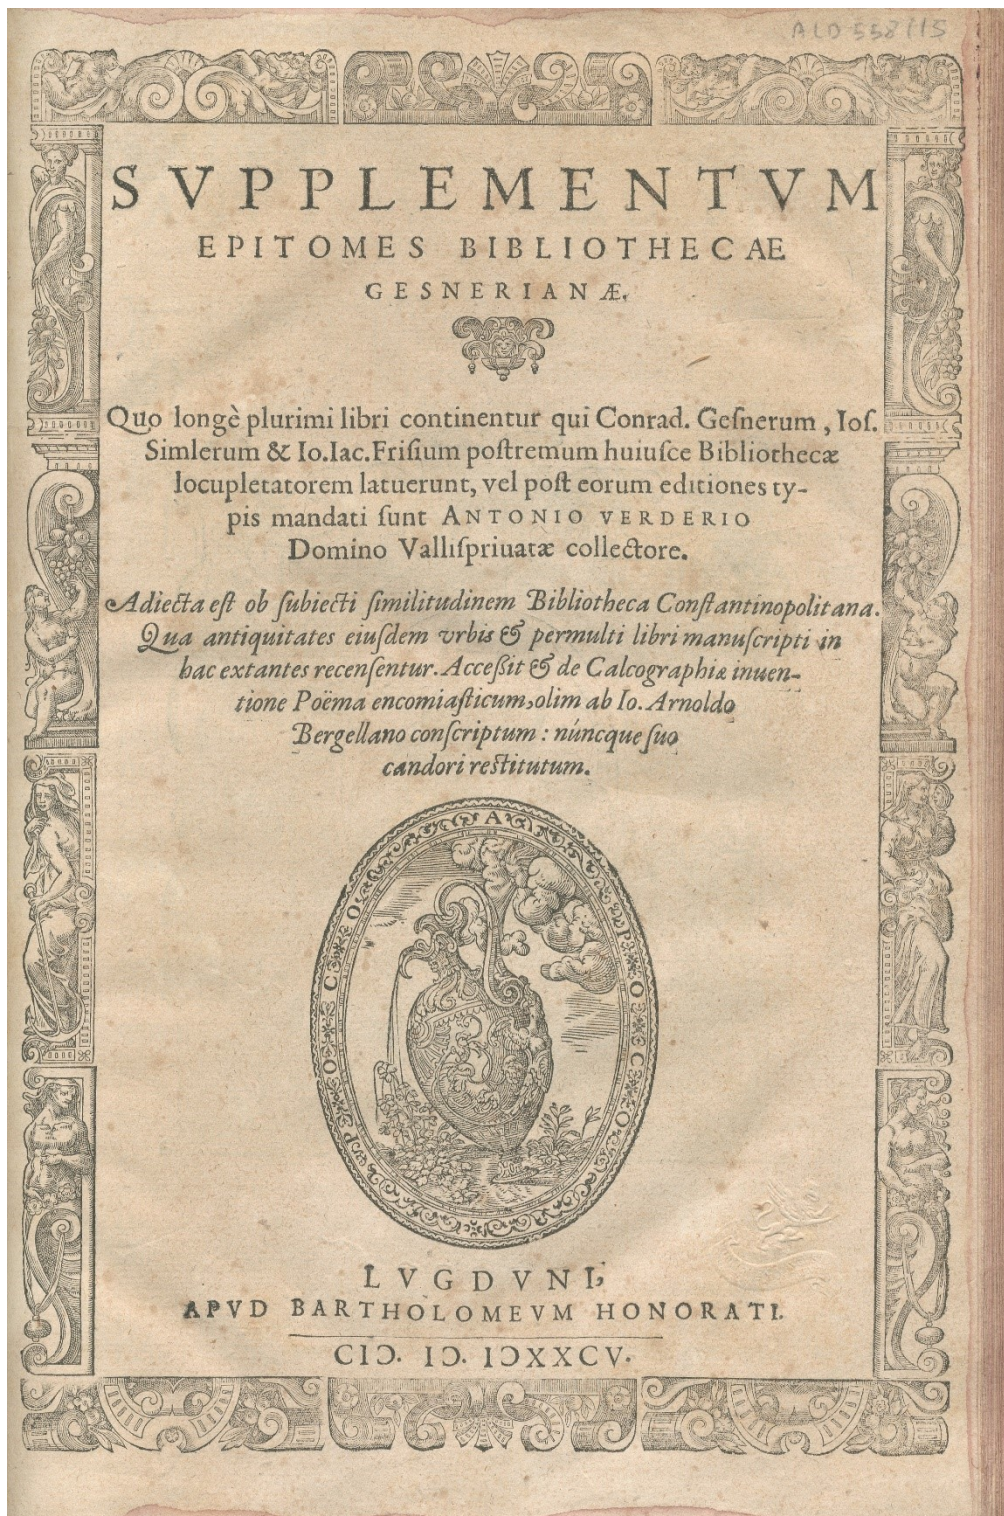 ALD 558/15
SVPPLEMENTVM
EPITOMES BIBLIOTHECAE
GESNERIANÆ.
Quo longè plurimi libri continentur qui Conrad. Geſnerum, Ioſ.
Simlerum & Io. Iac. Friſium poſtremum huiuſce Bibliothecæ
locupletatorem latuerunt, vel poſt eorum editiones ty-
pis mandati ſunt ANTONIO VERDERIO
Domino Valliſpriuatæ collectore.
Adiecta eſt ob ſubiecti ſimilitudinem Bibliotheca Conſtantinopolitana.
Qua antiquitates eiuſdem vrbis & permulti libri manuſcripti in
hac extantes recenſentur. Acceßit & de Calcographiæ inuen-
tione Poëma encomiaſticum, olim ab Io. Arnoldo
Bergellano conſcriptum : núncque ſuo
candori reſtitutum.
A G P O C O P O C O
LVGDVNI,
APVD BARTHOLOMEVM HONORATI.
CIↃ. IↃ. IↃXXCV.